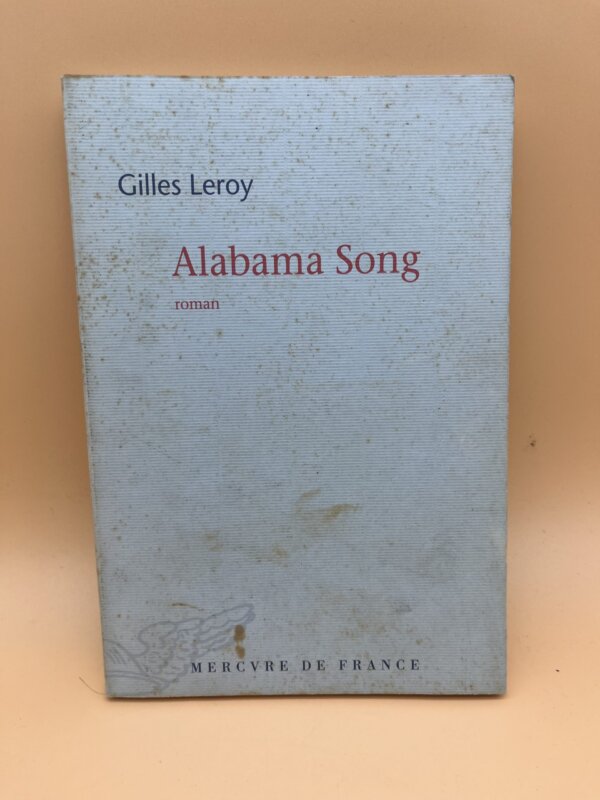 Gilles Leroy
Alabama Song
roman
MERCVRE DE FRANCE